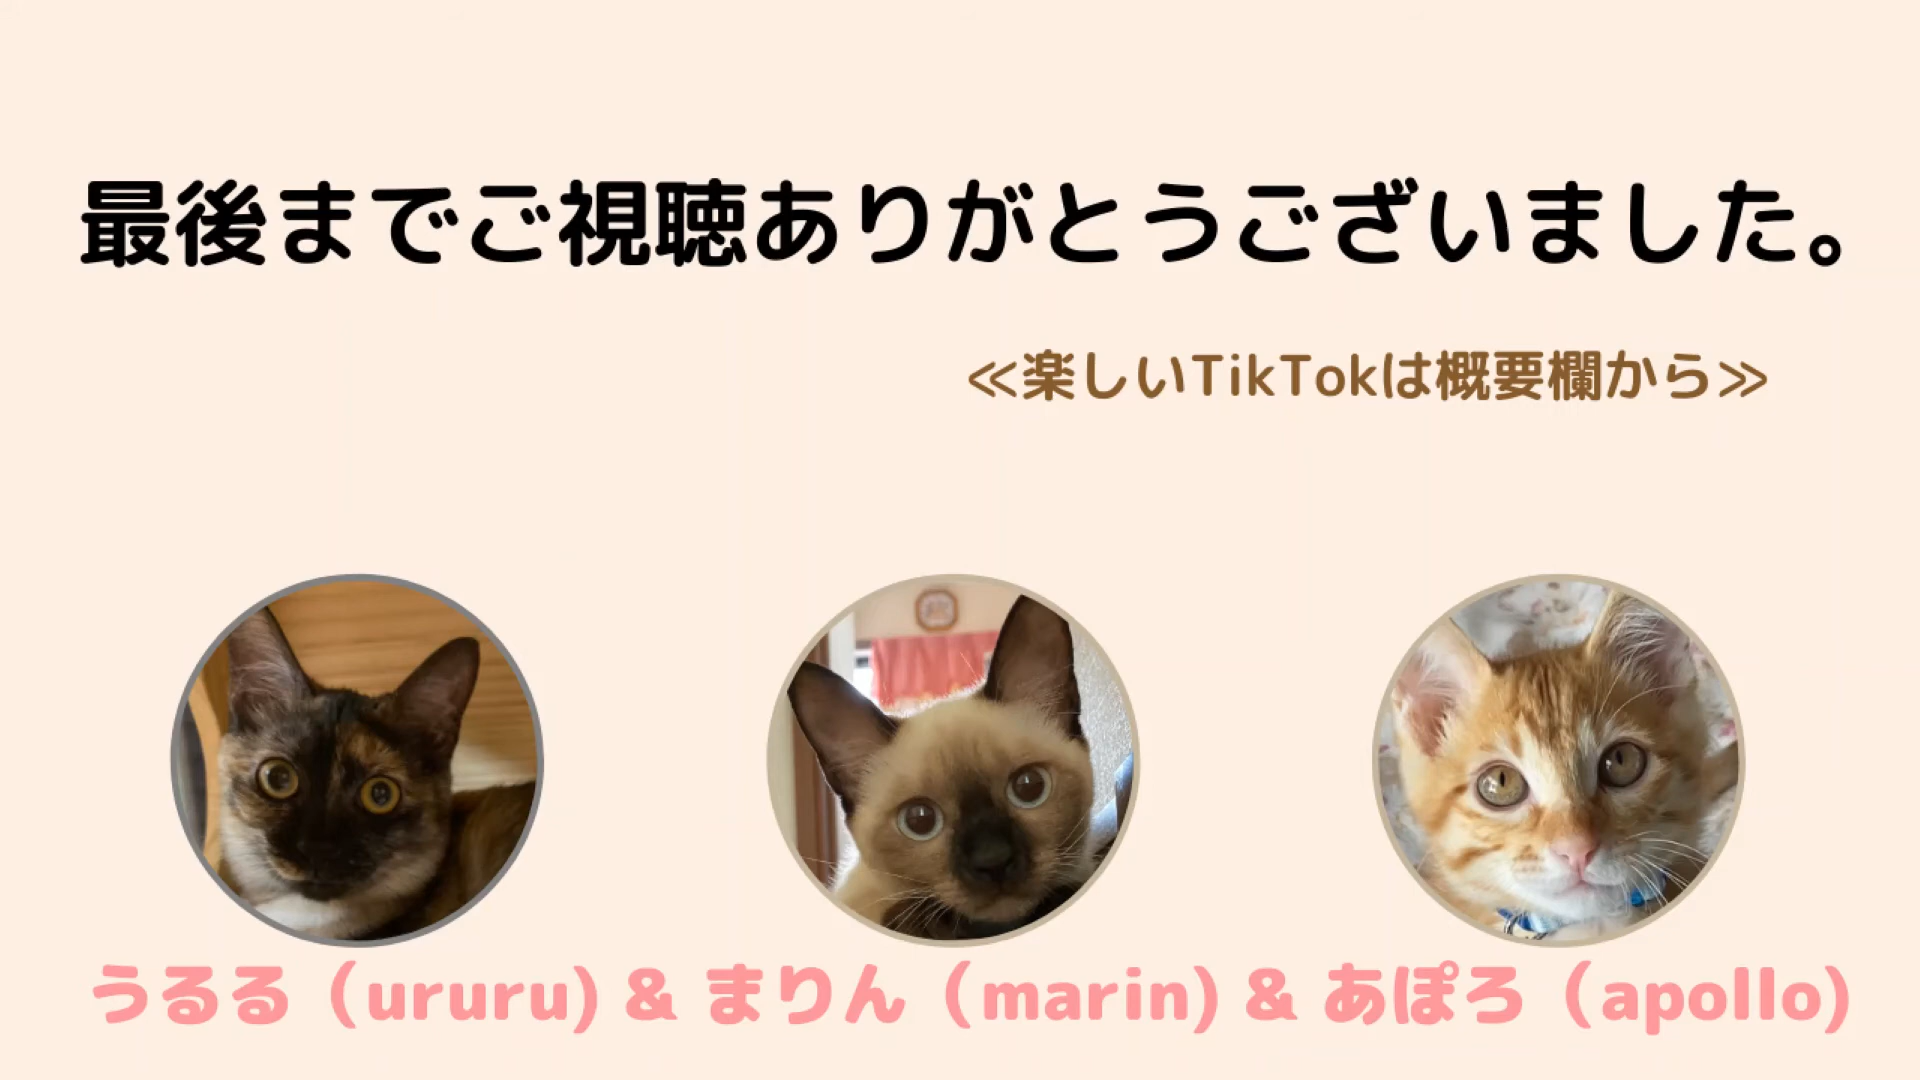 最後までご視聴ありがとうございました。
≪楽しいTikTokは概要欄から≫
うるる（ururu) & まりん（marin) & あぽろ（apollo)